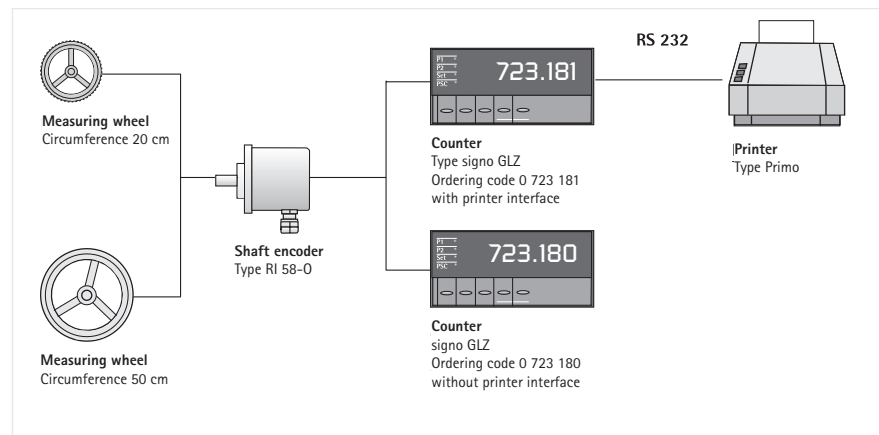 RS 232
P1
P2
Set
PSC
723.181
Measuring wheel
Circumference 20 cm
Counter
Type signo GLZ
Ordering code 0 723 181
with printer interface
Printer
Type Primo
Shaft encoder
Type RI 58-O
P1
P2
Set
PSC
723.180
Measuring wheel
Circumference 50 cm
Counter
signo GLZ
Ordering code 0 723 180
without printer interface